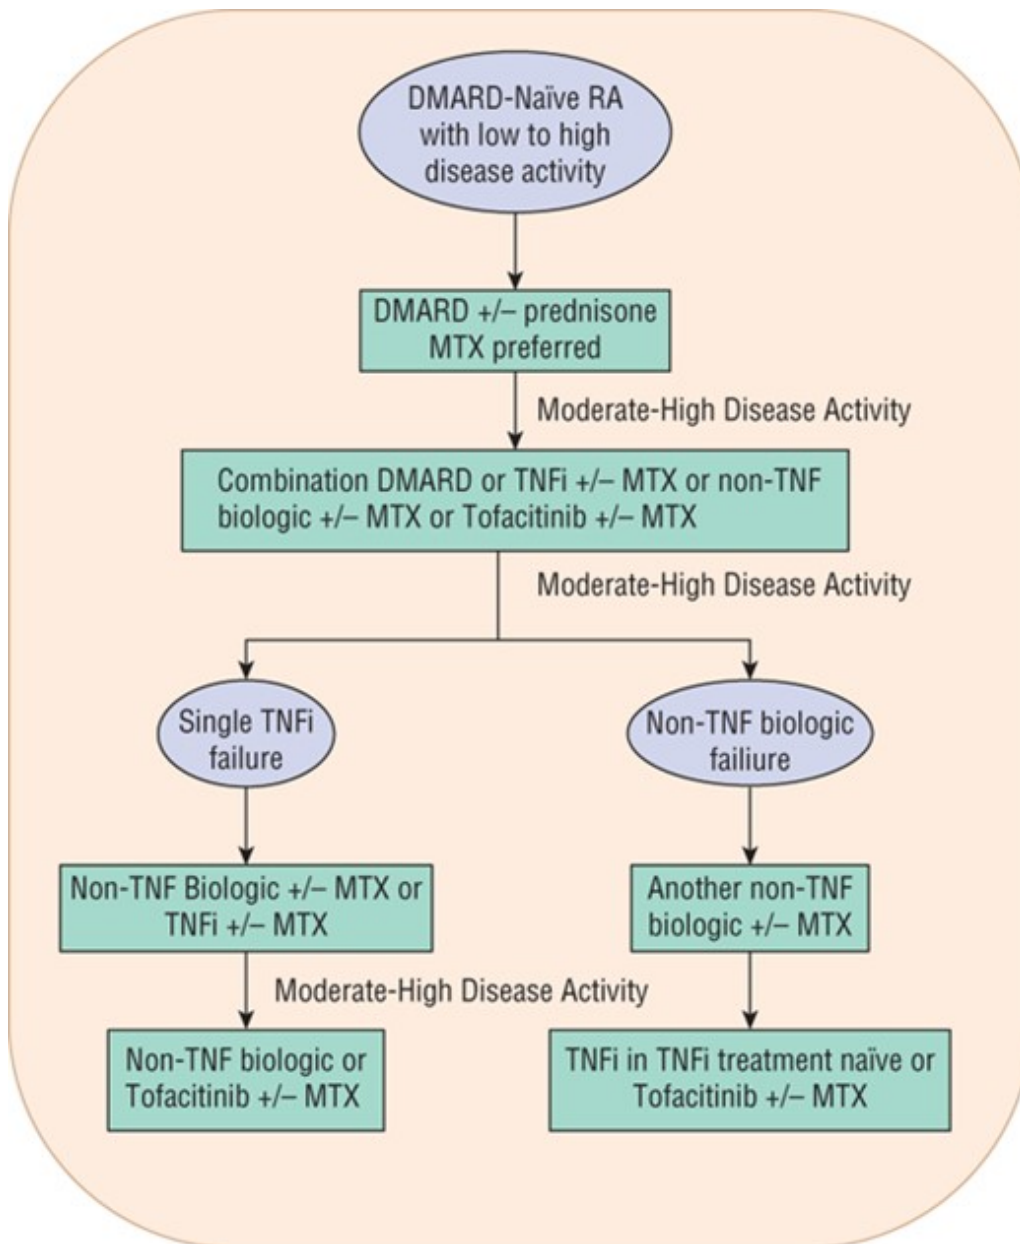 DMARD-Naïve RA
with low to high
disease activity
DMARD +/– prednisone
MTX preferred
Moderate-High Disease Activity
Combination DMARD or TNFi +/– MTX or non-TNF
biologic +/– MTX or Tofacitinib +/– MTX
Moderate-High Disease Activity
Single TNFi
failure
Non-TNF Biologic +/– MTX or
TNFi +/– MTX
Moderate-High Disease Activity
Non-TNF biologic or
Tofacitinib +/– MTX
Non-TNF biologic
failiure
Another non-TNF
biologic +/– MTX
TNFi in TNFi treatment naïve or
Tofacitinib +/– MTX